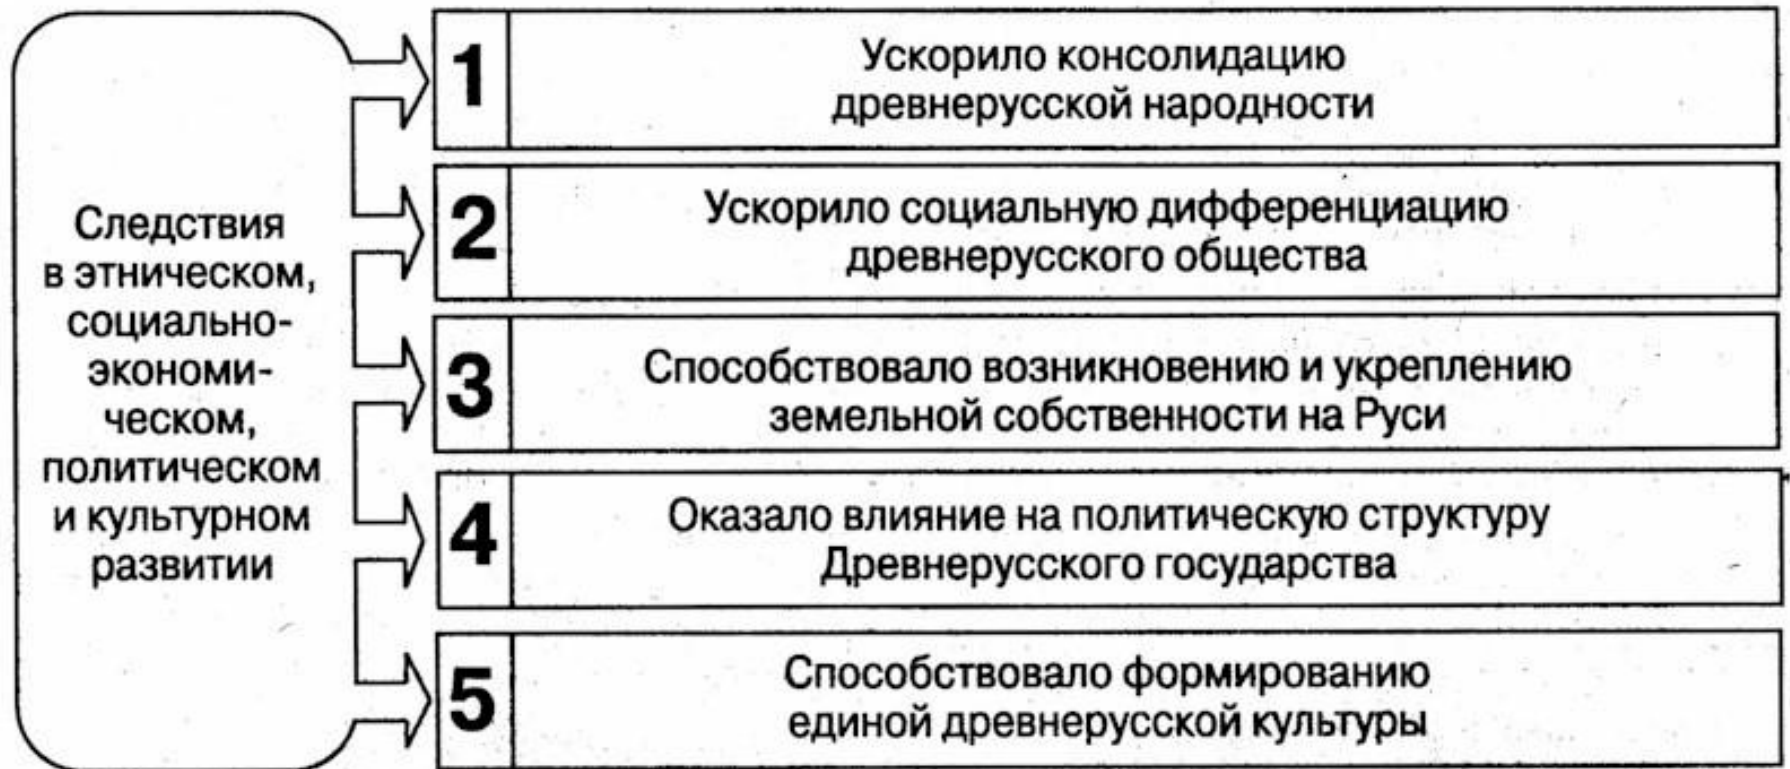 Следствия
в этническом,
социально-
экономи-
ческом,
политическом
и культурном
развитии
1
Ускорило консолидацию
древнерусской народности
2
Ускорило социальную дифференциацию
древнерусского общества
3
Способствовало возникновению и укреплению
земельной собственности на Руси
4
Оказало влияние на политическую структуру
Древнерусского государства
5
Способствовало формированию
единой древнерусской культуры